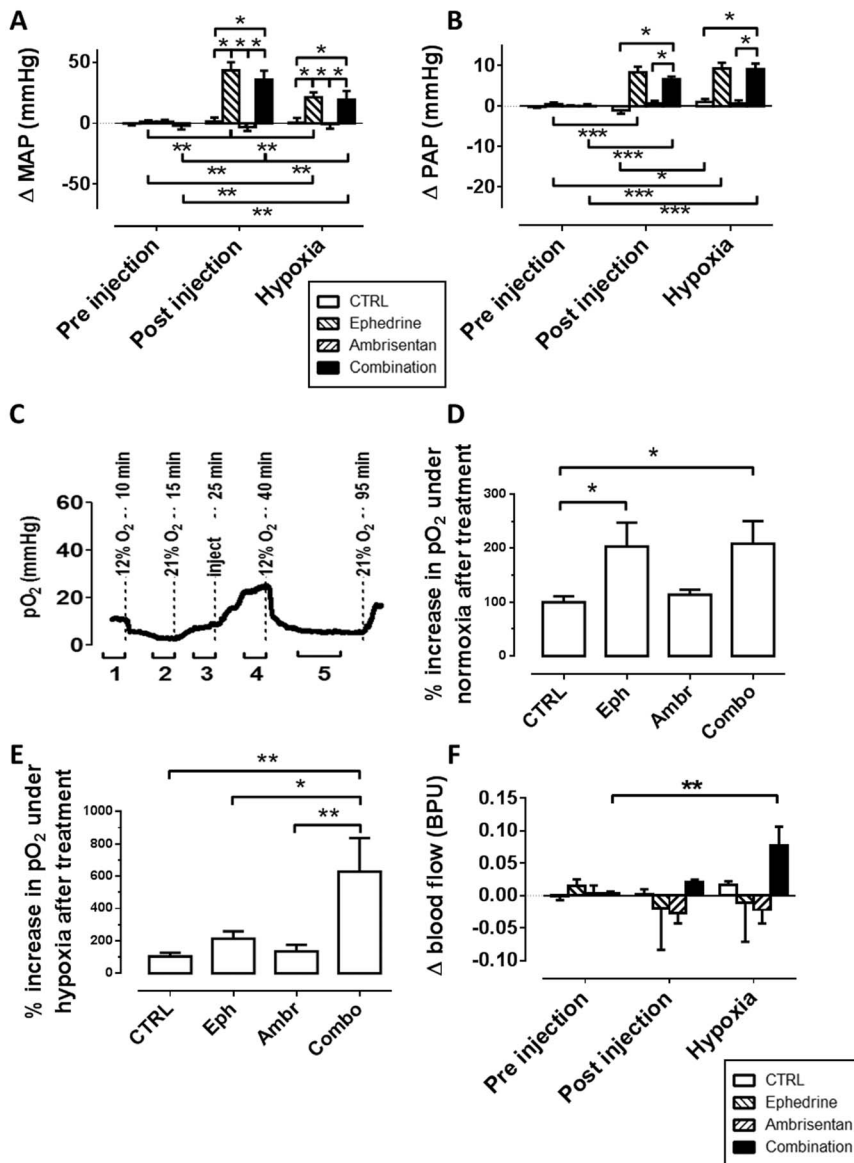 A
Δ MAP (mmHg)
50
0
-50
*
* * * *
*
* * * *
**
**
**
**
**
**
Pre injection
Post injection
Hypoxia
B
Δ PAP (mmHg)
10
0
-10
-20
*
*
*
*
***
***
*
***
***
Pre injection
Post injection
Hypoxia
CTRL
Ephedrine
Ambrisentan
Combination
C
pO2 (mmHg)
60
40
20
0
12% O2 -- 10 min
21% O2 -- 15 min
Inject -- 25 min
12% O2 -- 40 min
21% O2 -- 95 min
1 2 3 4 5
D
% increase in pO2 under
normoxia after treatment
300
200
100
0
*
*
CTRL
Eph
Ambr
Combo
E
% increase in pO2 under
hypoxia after treatment
1000
800
600
400
200
0
**
*
**
CTRL
Eph
Ambr
Combo
F
Δ blood flow (BPU)
0.15
0.10
0.05
0.00
-0.05
-0.10
**
Pre injection
Post injection
Hypoxia
CTRL
Ephedrine
Ambrisentan
Combination